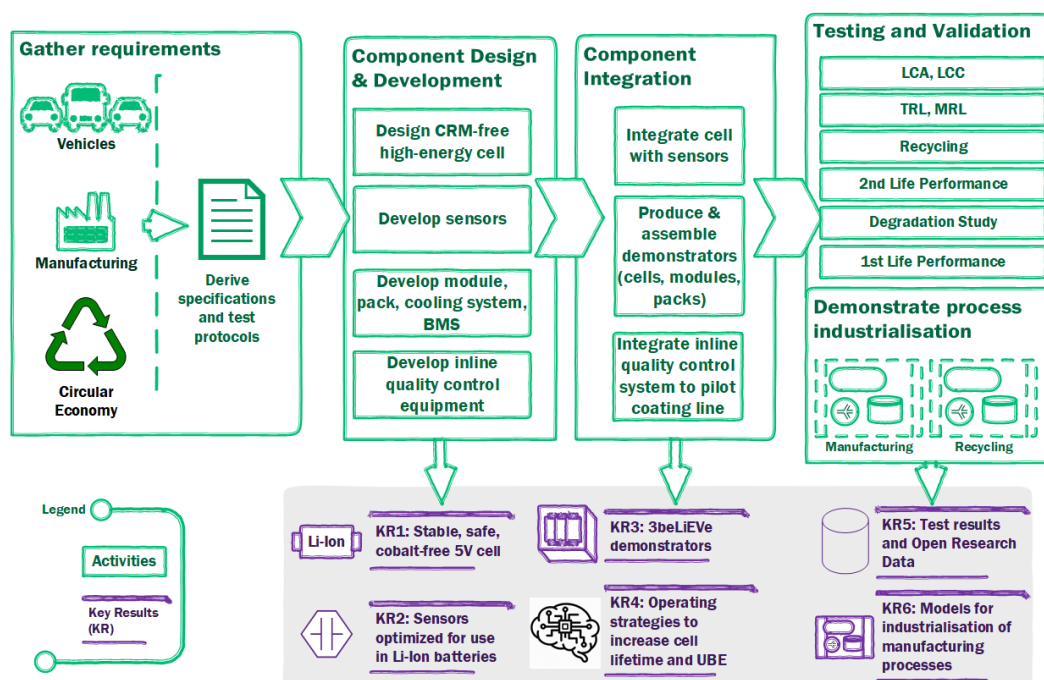 Gather requirements
Vehicles
Manufacturing
Circular
Economy
Derive
specifications
and test
protocols
Component Design
& Development
Design CRM-free
high-energy cell
Develop sensors
Develop module,
pack, cooling system,
BMS
Develop inline
quality control
equipment
Component
Integration
Integrate cell
with sensors
Produce &
assemble
demonstrators
(cells, modules,
packs)
Integrate inline
quality control
system to pilot
coating line
Testing and Validation
LCA, LCC
TRL, MRL
Recycling
2nd Life Performance
Degradation Study
1st Life Performance
Demonstrate process
industrialisation
Manufacturing
Recycling
Legend
Activities
Key Results
(KR)
Li-Ion
KR1: Stable, safe,
cobalt-free 5V cell
KR2: Sensors
optimized for use
in Li-Ion batteries
KR3: 3beLiEVe
demonstrators
KR4: Operating
strategies to
increase cell
lifetime and UBE
KR5: Test results
and Open Research
Data
KR6: Models for
industrialisation of
manufacturing
processes